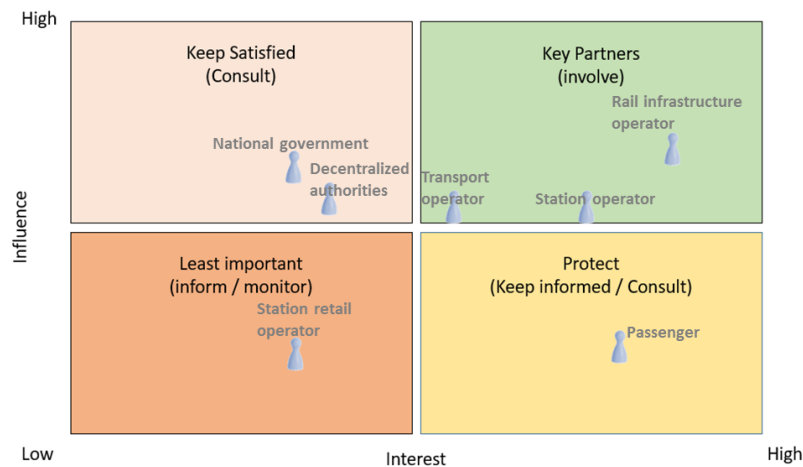 High
Keep Satisfied
(Consult)
National government
Decentralized
authorities
Key Partners
(involve)
Rail infrastructure
operator
Transport
operator
Station operator
Influence
Least important
(inform / monitor)
Station retail
operator
Protect
(Keep informed / Consult)
Passenger
Low
Interest
High